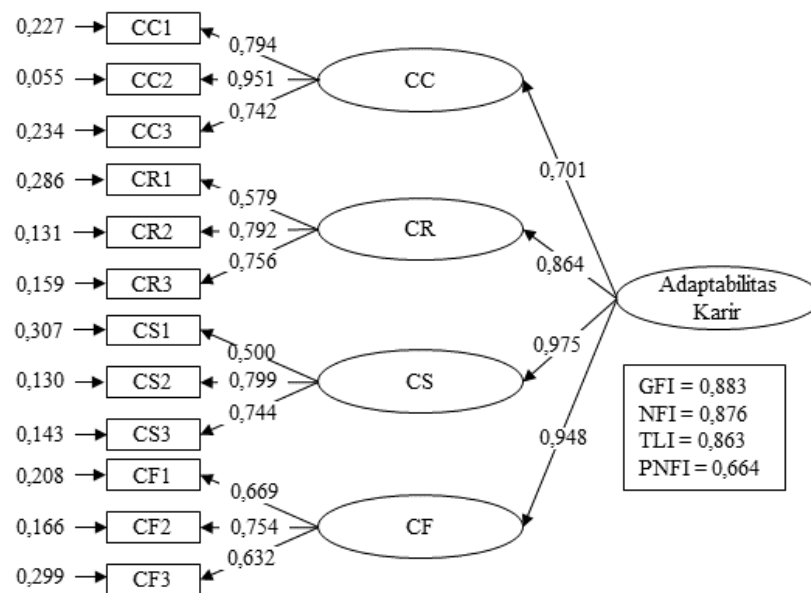 0,227 CC1 0,794
0,055 CC2 0,951 CC
0,234 CC3 0,742
0,701
0,286 CR1 0,579
0,131 CR2 0,792 CR
0,159 CR3 0,756
0,864
Adaptabilitas
Karir
0,307 CS1 0,500
0,130 CS2 0,799 CS
0,143 CS3 0,744
0,975
0,208 CF1 0,669
0,166 CF2 0,754 CF
0,299 CF3 0,632
0,948
GFI = 0,883
NFI = 0,876
TLI = 0,863
PNFI = 0,664